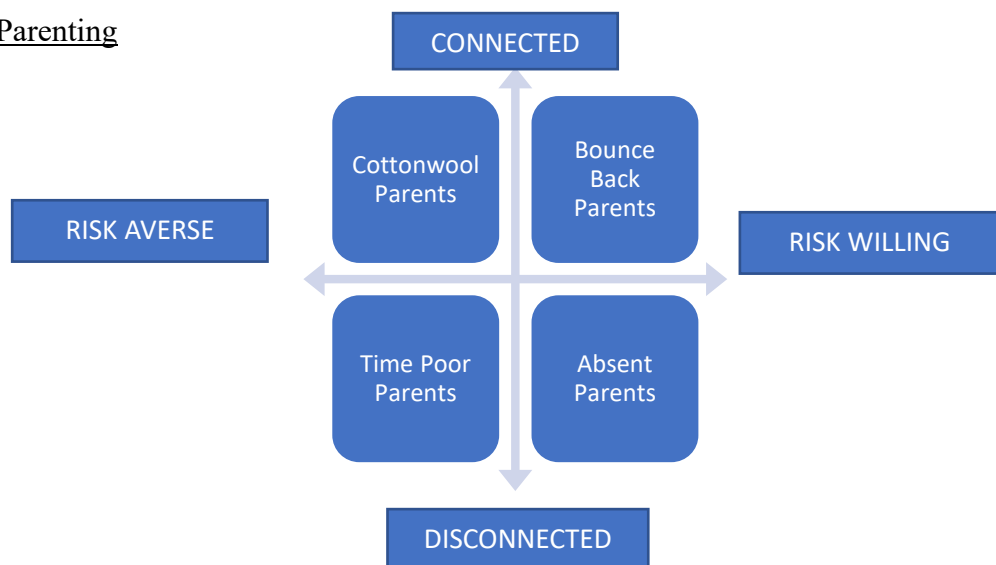 Parenting
CONNECTED
Cottonwool
Parents
Bounce
Back
Parents
RISK AVERSE
RISK WILLING
Time Poor
Parents
Absent
Parents
DISCONNECTED